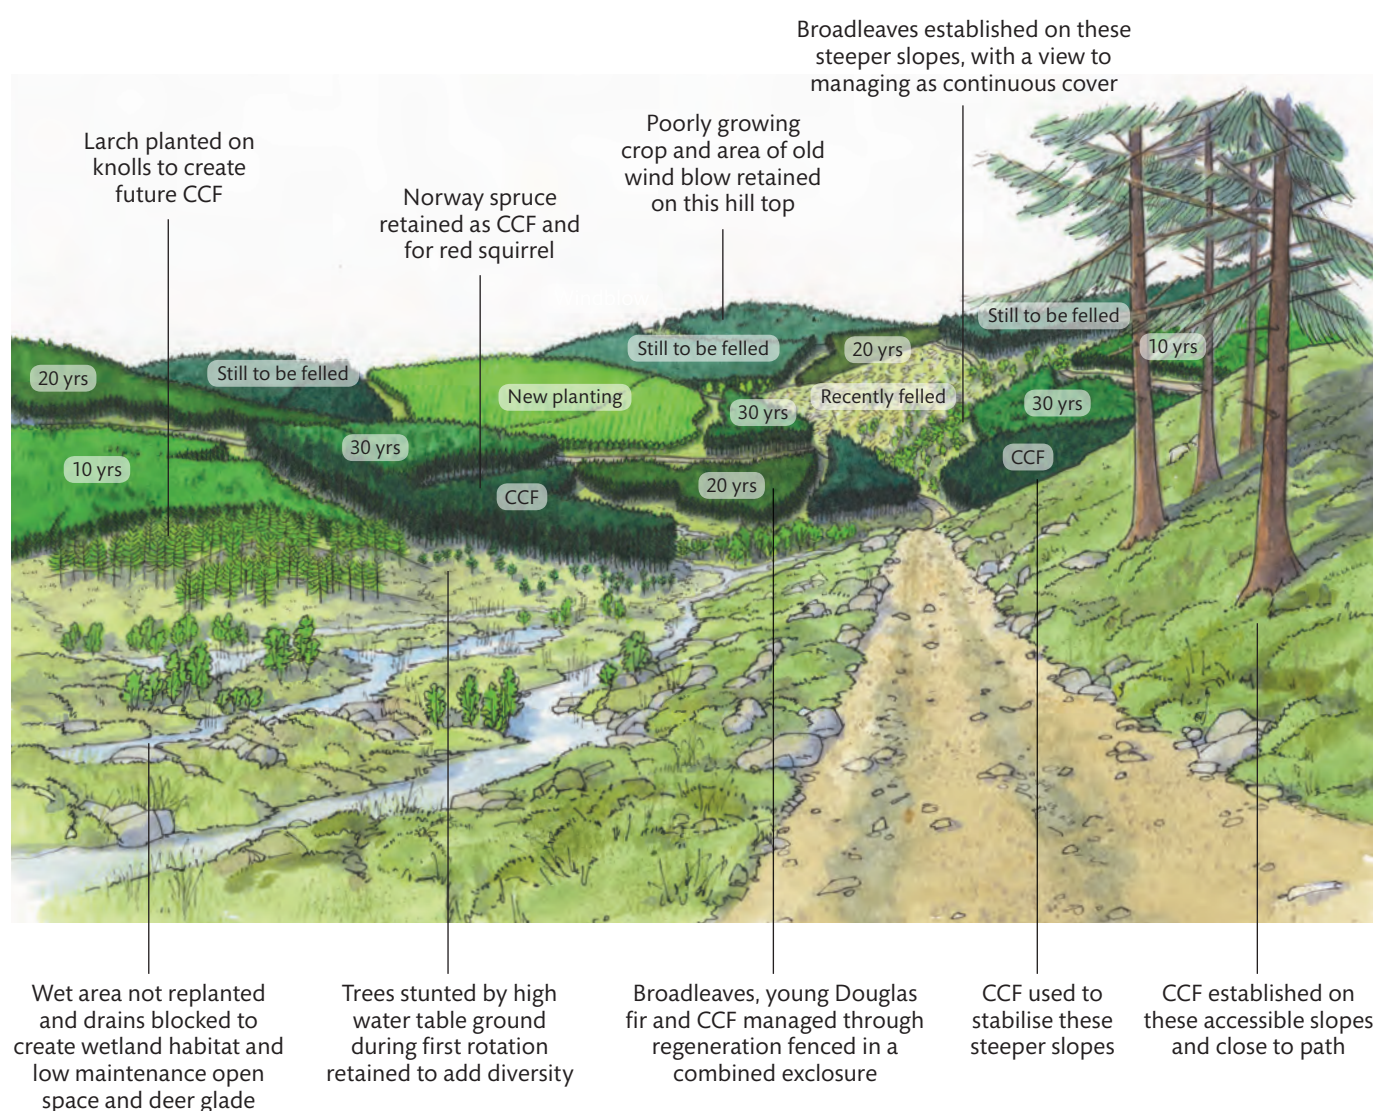 Broadleaves established on these
steeper slopes, with a view to
managing as continuous cover
Poorly growing
crop and area of old
wind blow retained
on this hill top
Larch planted on
knolls to create
future CCF
Norway spruce
retained as CCF and
for red squirrel
Still to be felled
Still to be felled
20 yrs
10 yrs
20 yrs
Still to be felled
New planting
Recently felled
30 yrs
30 yrs
30 yrs
10 yrs
CCF
20 yrs
CCF
Wet area not replanted
and drains blocked to
create wetland habitat and
low maintenance open
space and deer glade
Trees stunted by high
water table ground
during first rotation
retained to add diversity
Broadleaves, young Douglas
fir and CCF managed through
regeneration fenced in a
combined exclosure
CCF used to
stabilise these
steeper slopes
CCF established on
these accessible slopes
and close to path